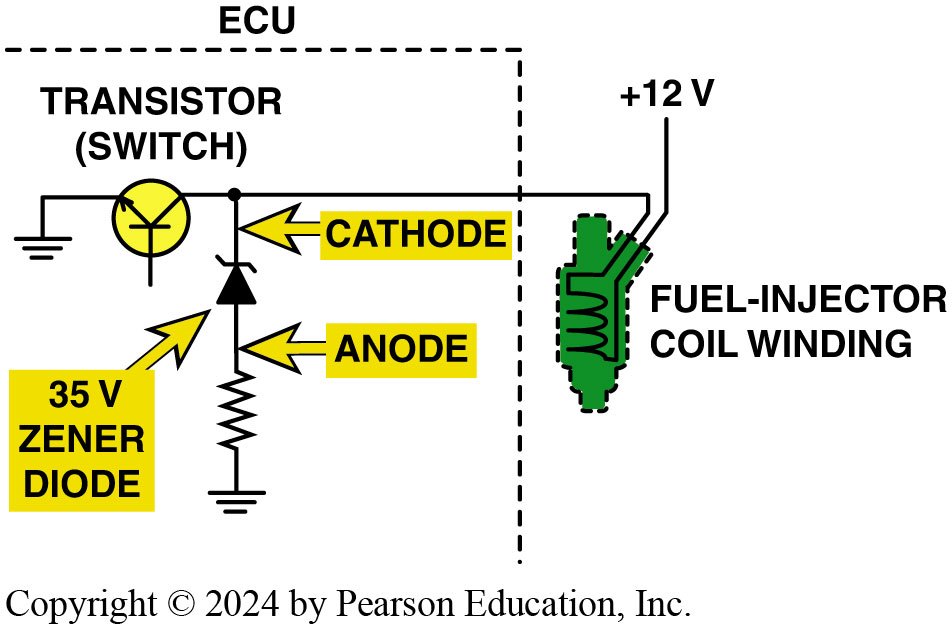 ECU
TRANSISTOR
(SWITCH)
+12 V
CATHODE
FUEL-INJECTOR
COIL WINDING
ANODE
35 V
ZENER
DIODE
Copyright © 2024 by Pearson Education, Inc.